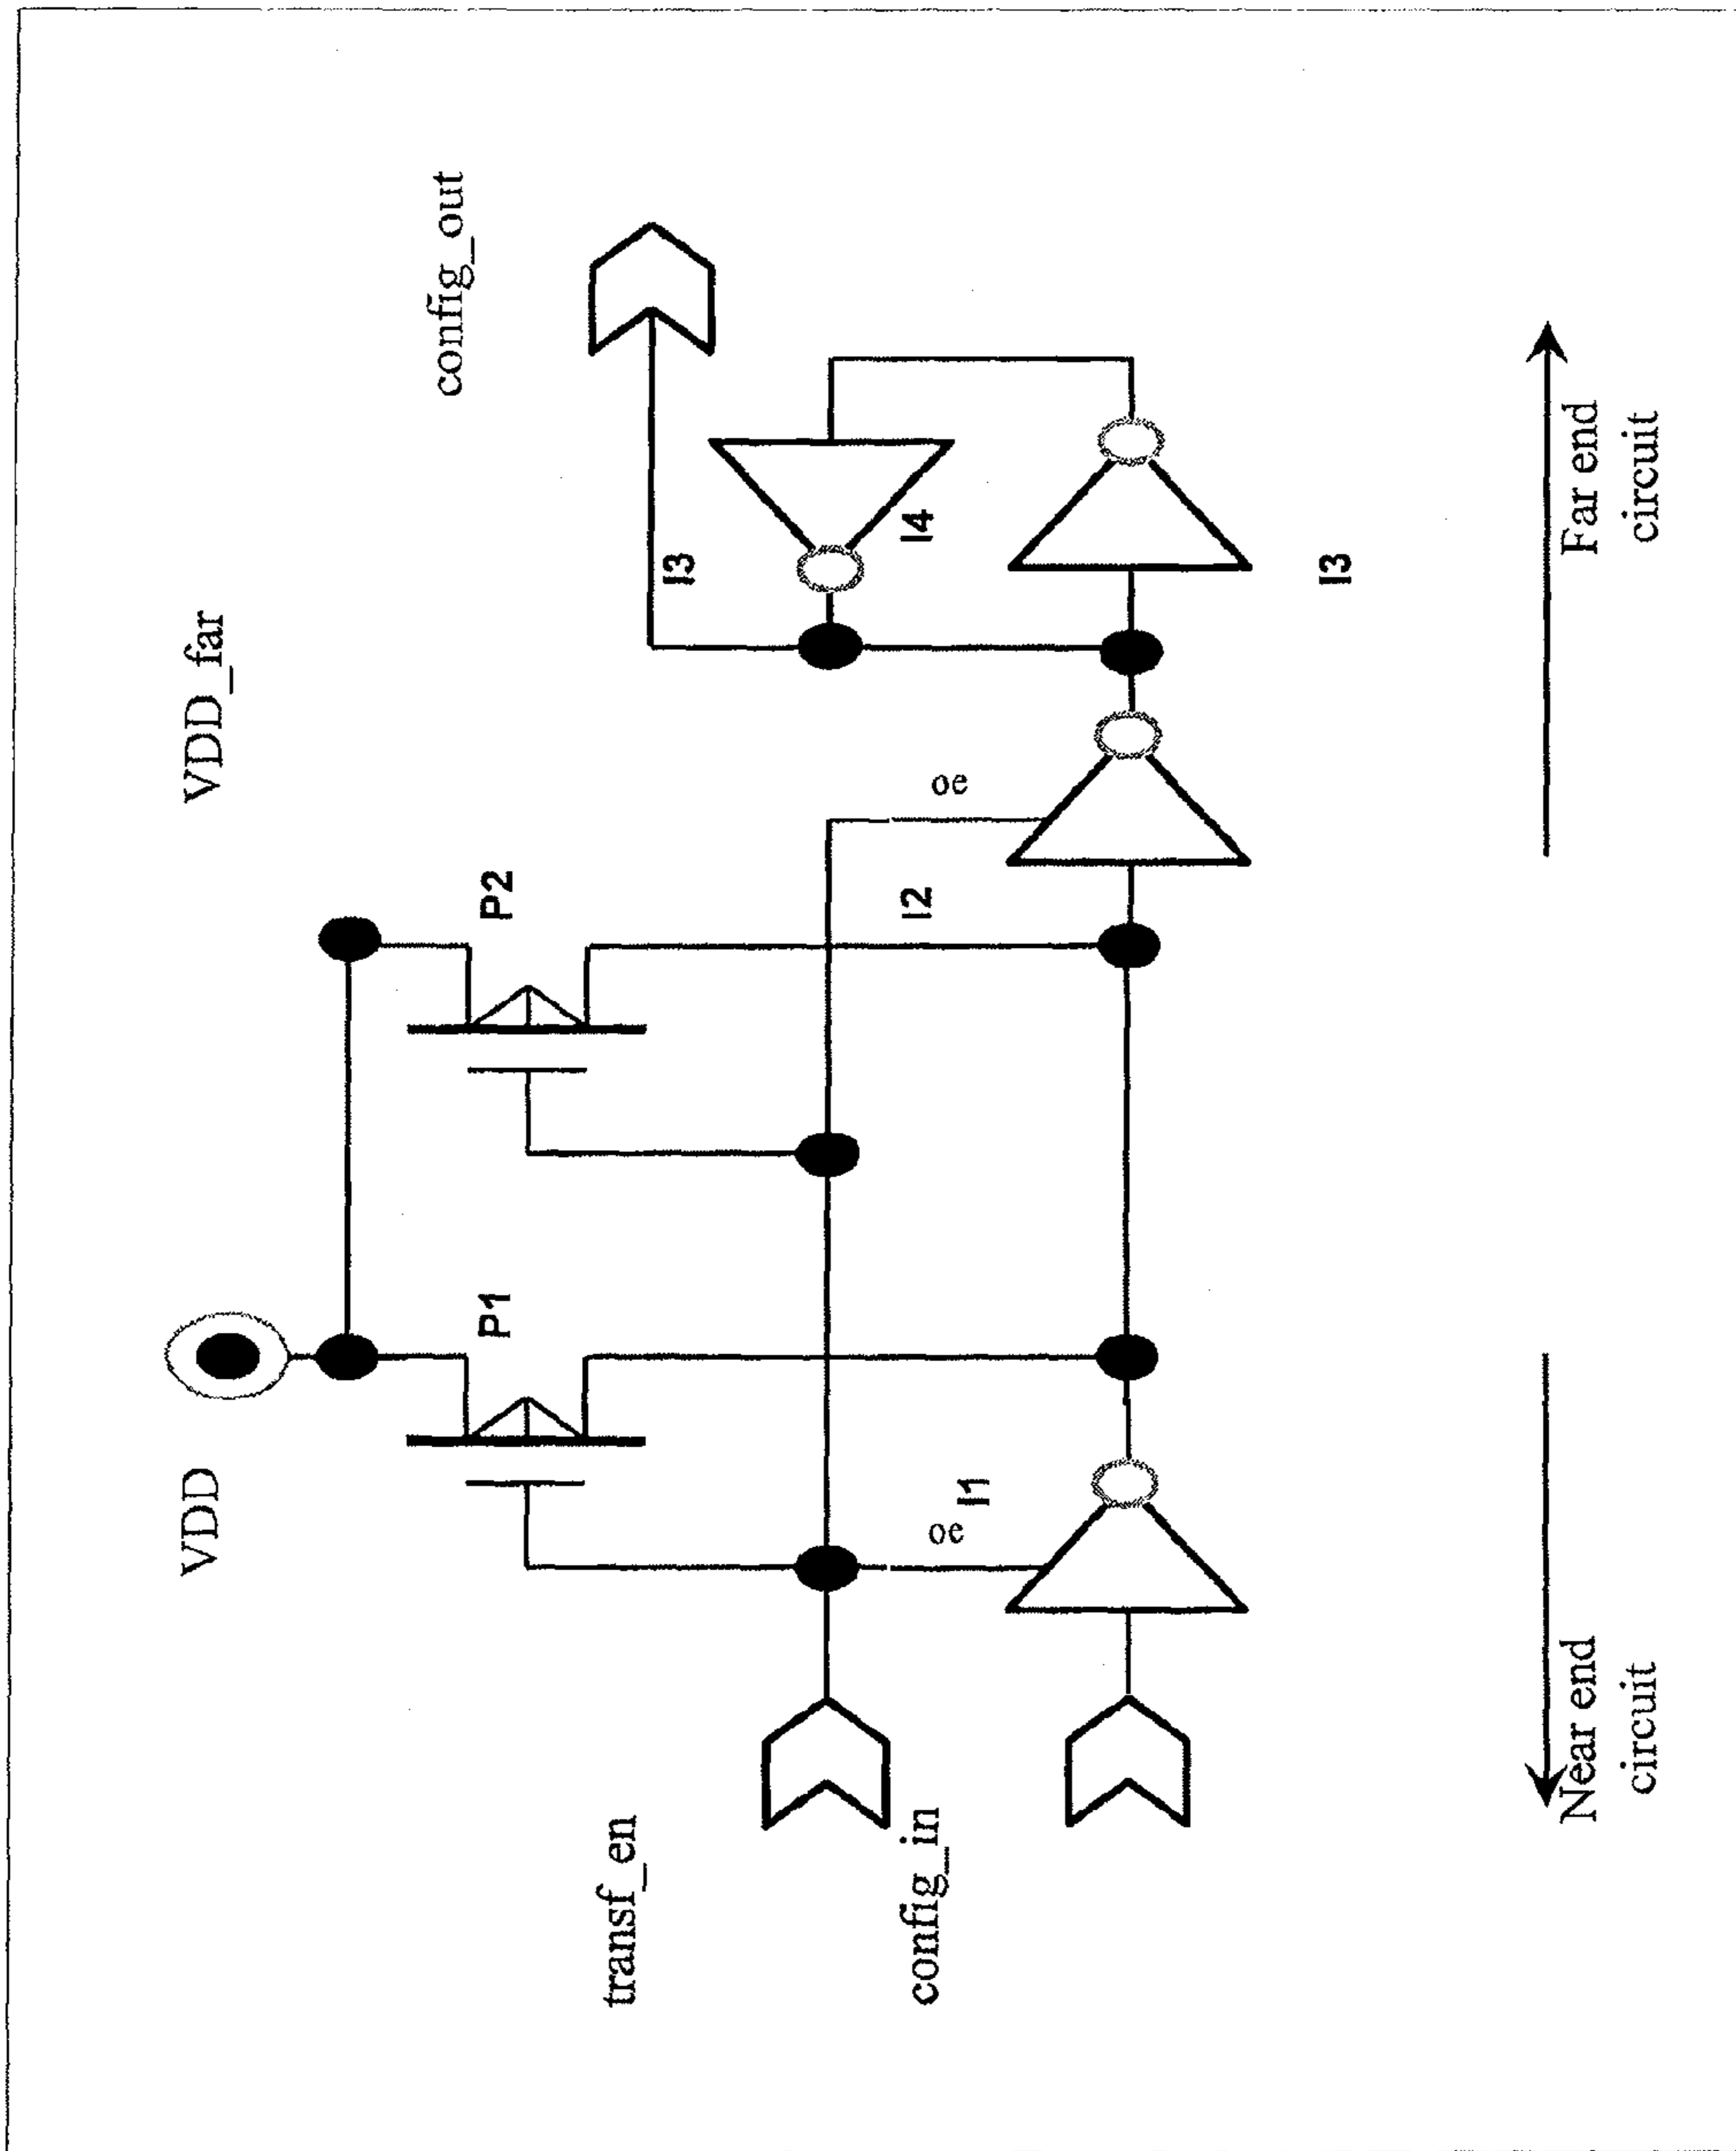 VDD
VDD_far
P1
P2
config_out
transf_en
I3
config_in
oe
I1
I2
oe
I4
I3
Near end
circuit
Far end
circuit